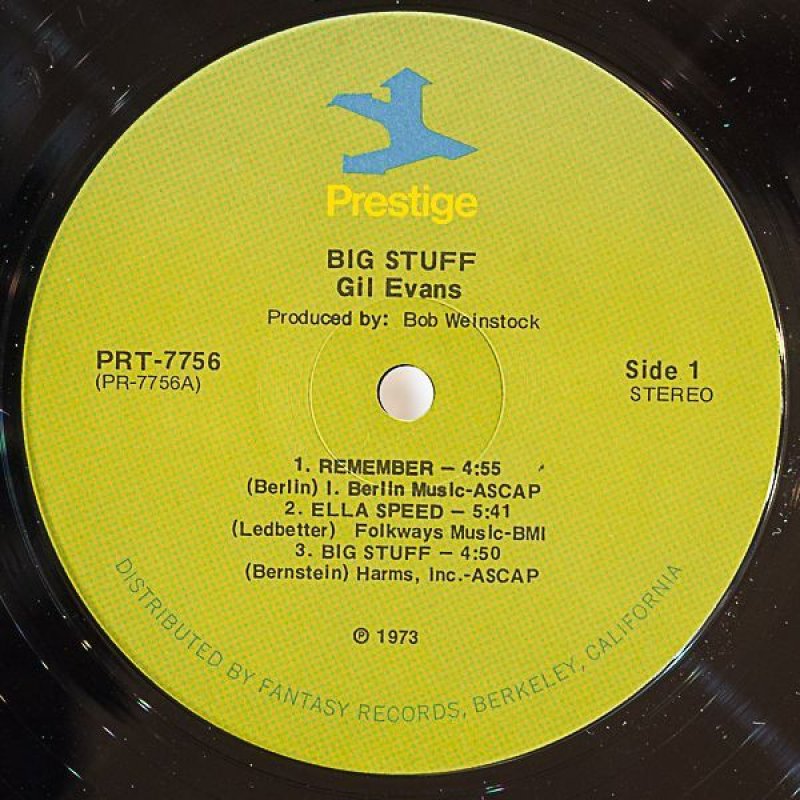 Prestige
BIG STUFF
Gil Evans
Produced by: Bob Weinstock
PRT-7756
(PR-7756A)
Side 1
STEREO
1. REMEMBER — 4:55
(Berlin) I. Berlin Music-ASCAP
2. ELLA SPEED — 5:41
(Ledbetter) Folkways Music-BMI
3. BIG STUFF — 4:50
(Bernstein) Harms, Inc.-ASCAP
℗ 1973
DISTRIBUTED BY FANTASY RECORDS, BERKELEY, CALIFORNIA